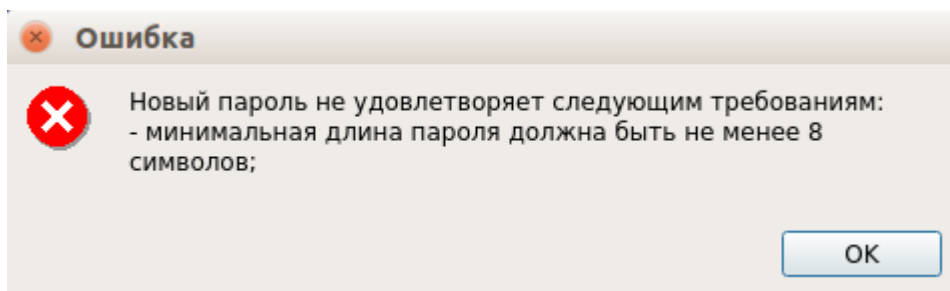 Ошибка
Новый пароль не удовлетворяет следующим требованиям:
- минимальная длина пароля должна быть не менее 8
символов;
OK